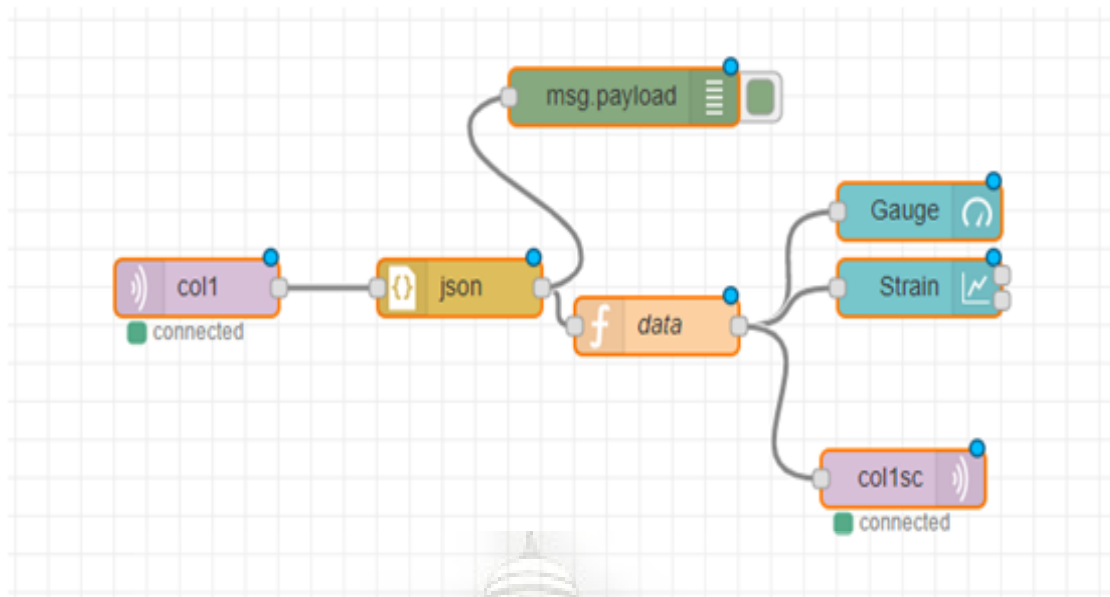 msg.payload
Gauge
col1
json
Strain
data
connected
col1sc
connected